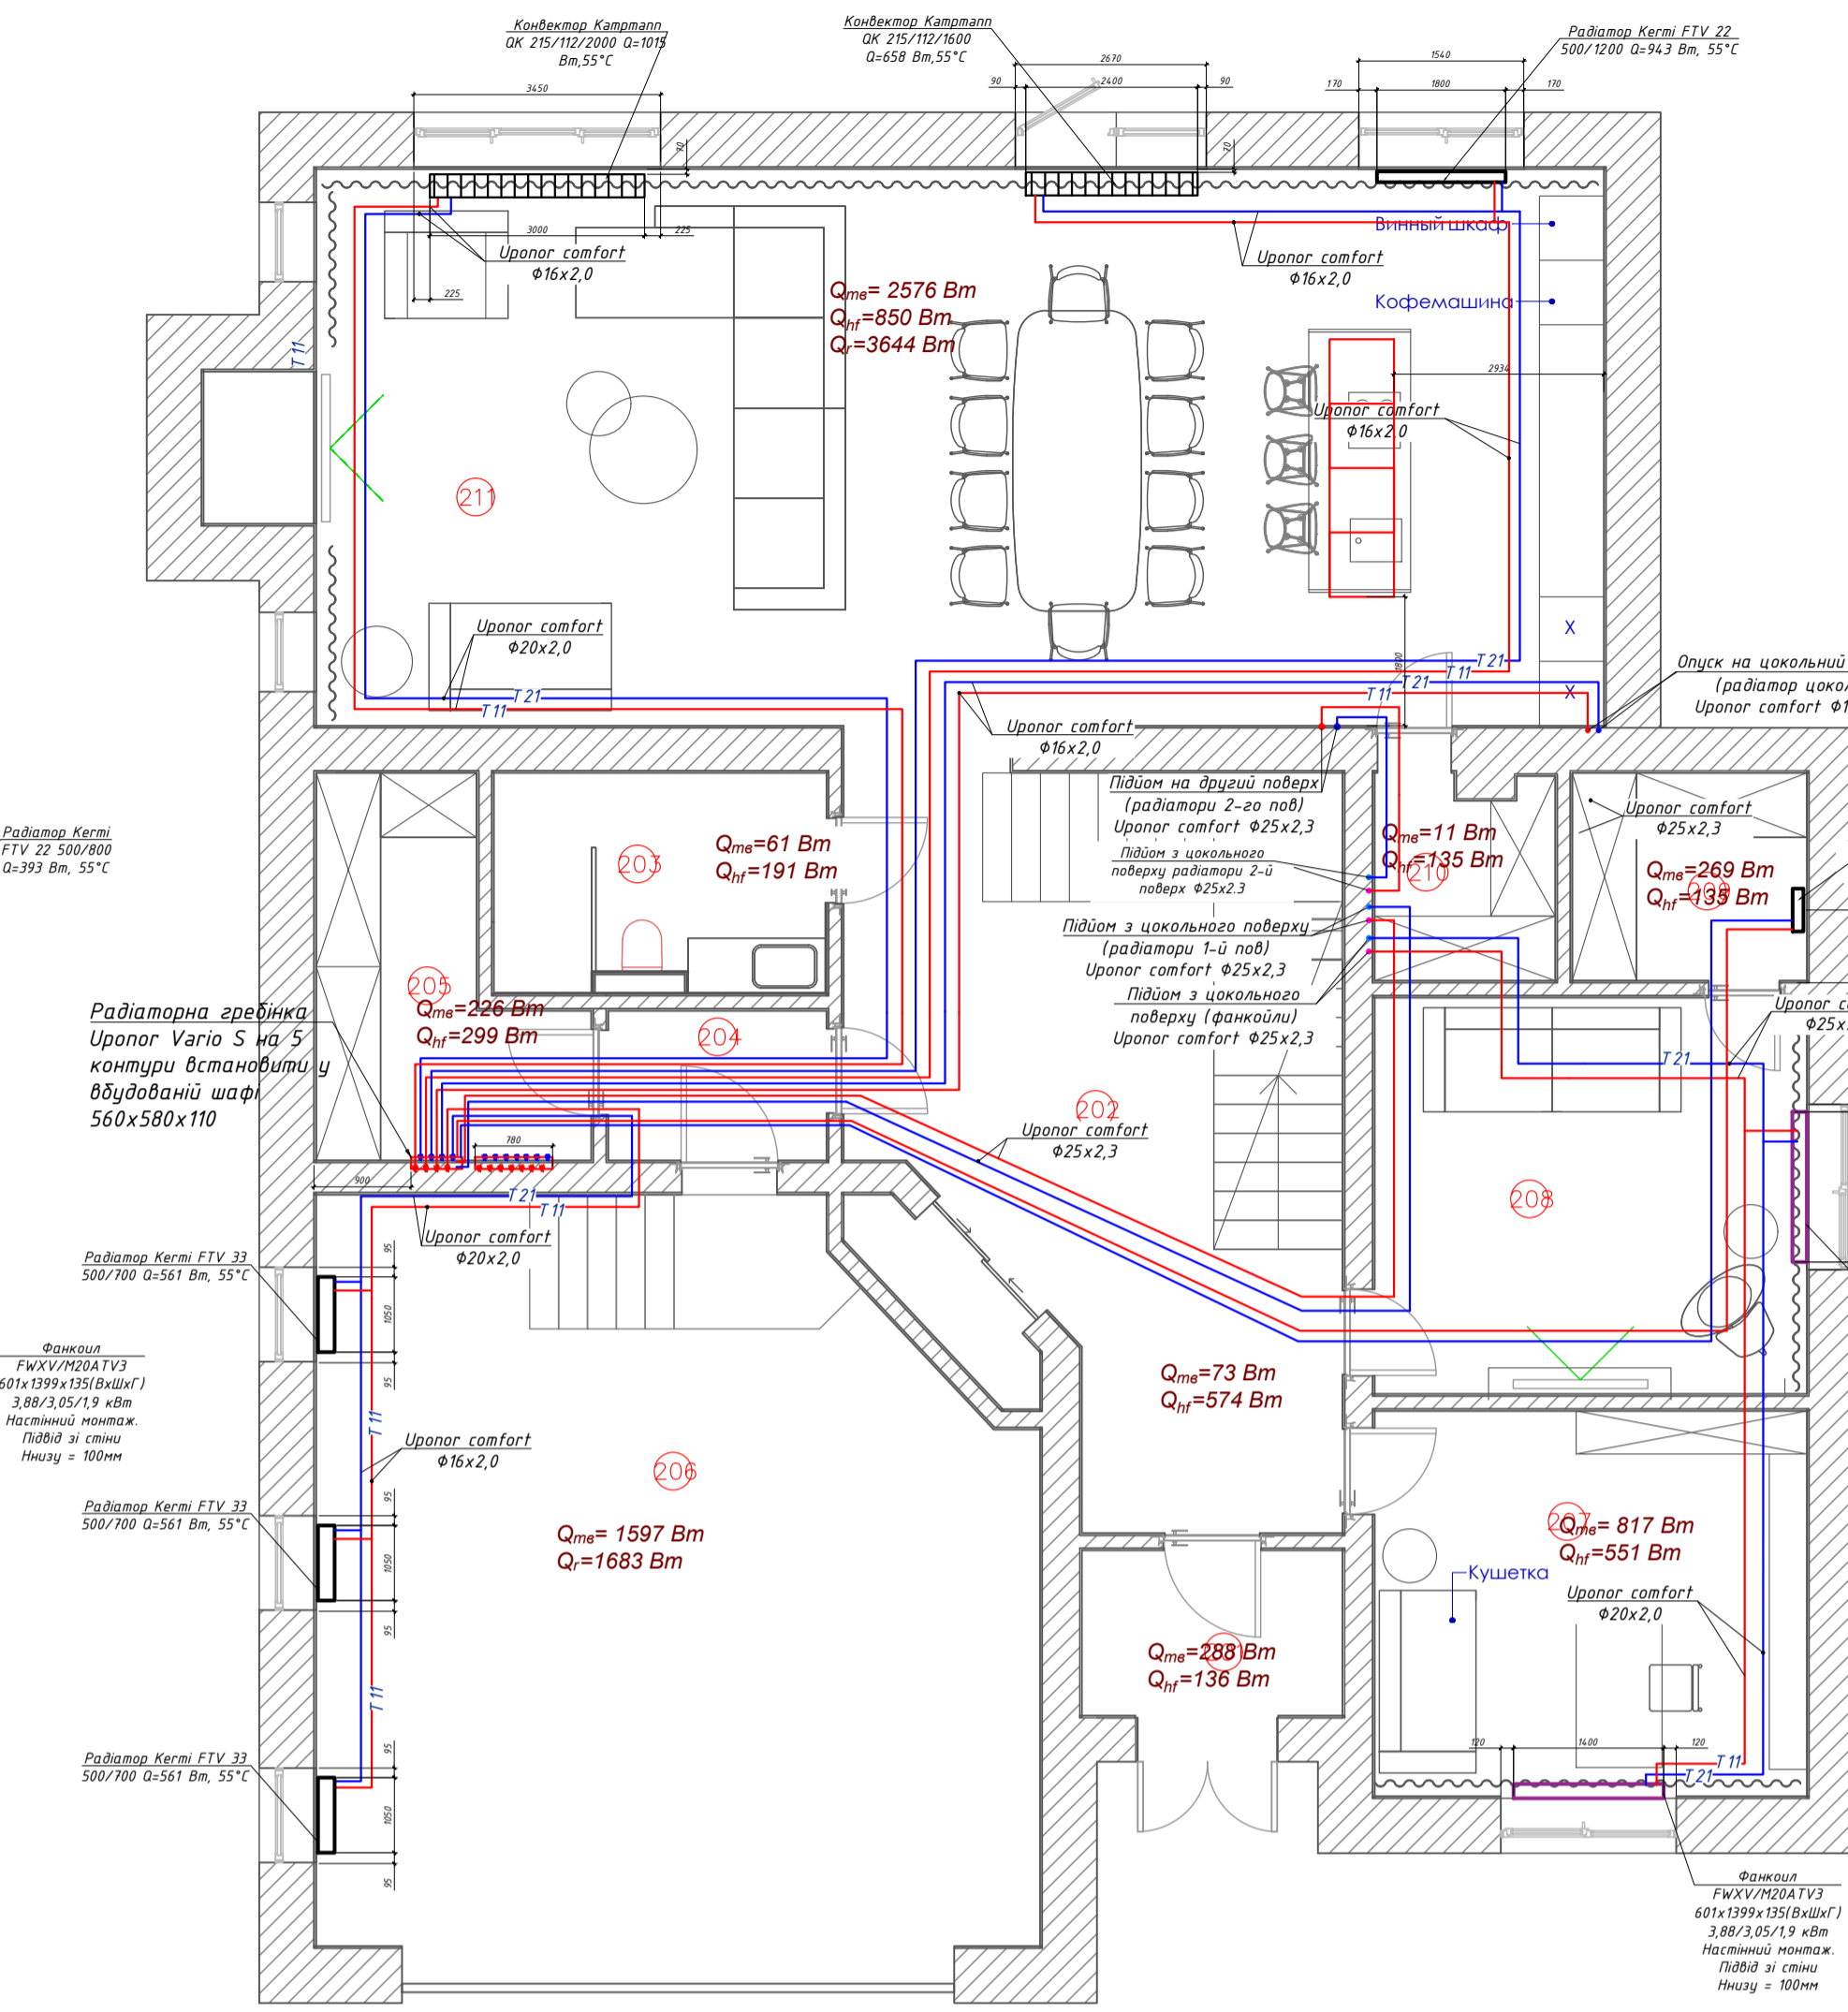 Конвектор Kampmann
QK 215/112/2000 Q=1015
Вт,55°C
Конвектор Kampmann
QK 215/112/1600
Q=658 Вт,55°C
Радіатор Kermi FTV 22
500/1200 Q=943 Вт, 55°C
3450
2670
90
2400
90
1540
170
1800
170
70
70
3000
225
225
Uponor comfort
Ф16х2,0
Uponor comfort
Ф16х2,0
Винный шкаф
Кофемашина
Qтв= 2576 Вт
Qhf=850 Вт
Qr=3644 Вт
T 11
2934
Uponor comfort
Ф16х2,0
211
Uponor comfort
Ф20х2,0
T 21
T 11
X
X
1800
T 21
T 11
T 21
T 11
Опуск на цокольний
Uponor comfort
Ф16х2,0
Підйом на другий поверх
(радіатори 2-го пов)
Uponor comfort Ф25х2,3
Підйом з цокольного
поверху радіатори 2-й
поверх Ф25х2.3
Підйом з цокольного поверху
(радіатори 1-й пов)
Uponor comfort Ф25х2,3
Підйом з цокольного
поверху (фанкойли)
Uponor comfort Ф25х2,3
Радіатор Kermi
FTV 22 500/800
Q=393 Вт, 55°C
203
Qтв=61 Вт
Qhf=191 Вт
Qтв=11 Вт
Qhf=135 Вт
210
Uponor comfort
Ф25х2,3
Qтв=269 Вт
Qhf=135 Вт
209
205
Qтв=226 Вт
Qhf=299 Вт
204
Радіаторна гребінка
Uponor Vario S на 5
контури встановити у
вбудованій шафі
560х580х110
202
Uponor comfort
Ф25х2,3
T 21
208
780
900
T 21
T 11
Uponor comfort
Ф20х2,0
Радіатор Kermi FTV 33
500/700 Q=561 Вт, 55°C
95
1050
95
Фанкоил
FWXV/M20ATV3
601х1399х135(ВхШхГ)
3,88/3,05/1,9 кВт
Настінний монтаж.
Підвід зі стіни
Ннизу = 100мм
T 11
Uponor comfort
Ф16х2,0
206
Qтв= 1597 Вт
Qr=1683 Вт
Радіатор Kermi FTV 33
500/700 Q=561 Вт, 55°C
95
1050
95
T 11
Радіатор Kermi FTV 33
500/700 Q=561 Вт, 55°C
95
1050
95
Qтв=73 Вт
Qhf=574 Вт
207
Qтв= 817 Вт
Qhf=551 Вт
Кушетка
Uponor comfort
Ф20х2,0
Qтв=288 Вт
Qhf=136 Вт
120
1400
120
T 11
T 21
Фанкоил
FWXV/M20ATV3
601х1399х135(ВхШхГ)
3,88/3,05/1,9 кВт
Настінний монтаж.
Підвід зі стіни
Ннизу = 100мм